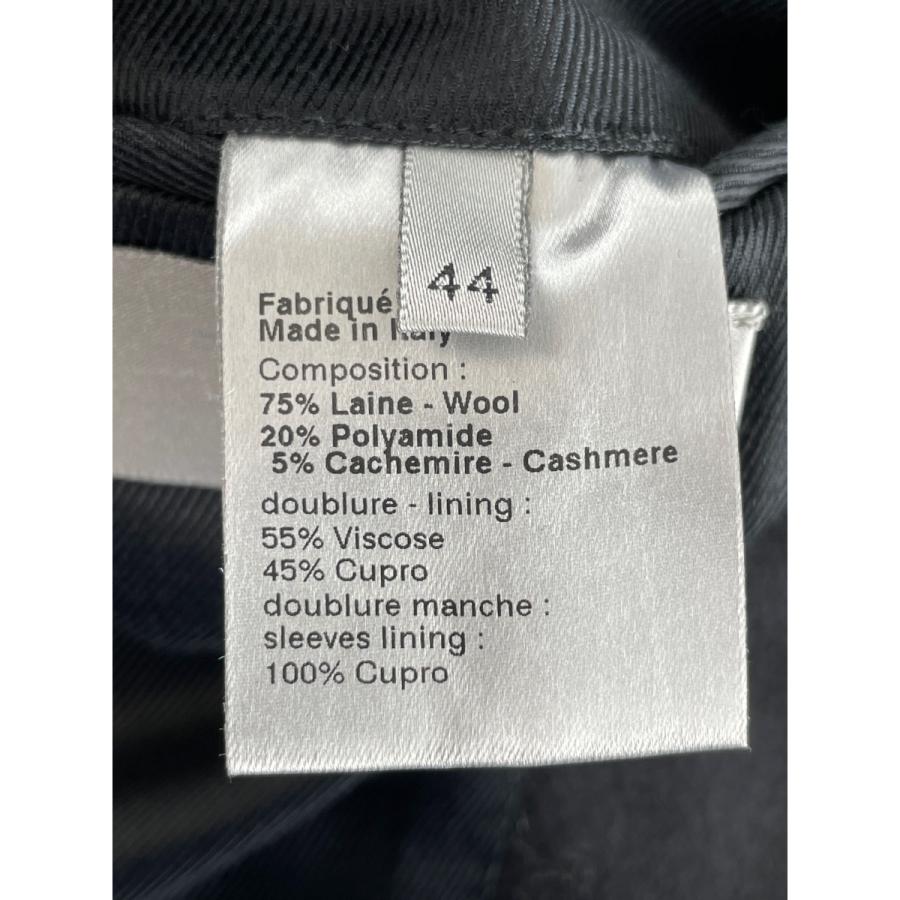 44
Fabriqué
Made in Italy
Composition :
75% Laine - Wool
20% Polyamide
5% Cachemire - Cashmere
doublure - lining :
55% Viscose
45% Cupro
doublure manche :
sleeves lining :
100% Cupro